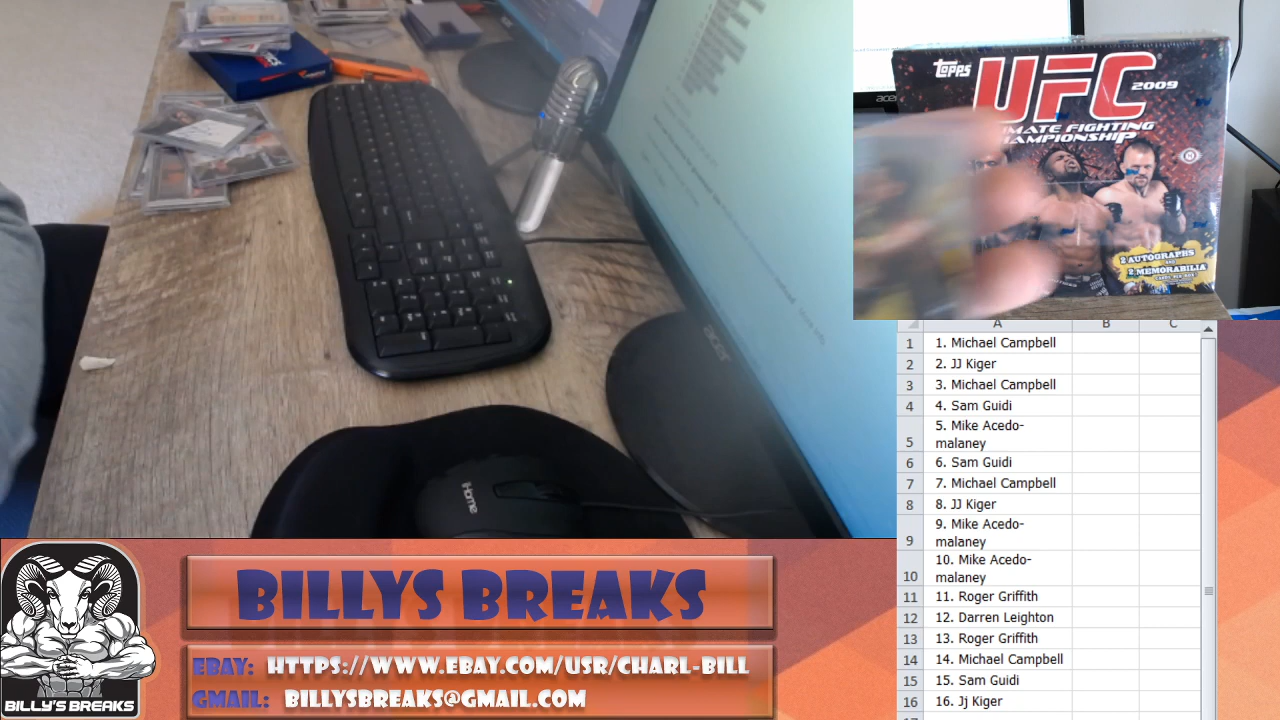 TOPPS
UFC
2009
ULTIMATE FIGHTING
CHAMPIONSHIP
2 AUTOGRAPHS
AND
2 MEMORABILIA
acer
acer
iHome
A B C
1 1. Michael Campbell
2 2. JJ Kiger
3 3. Michael Campbell
4 4. Sam Guidi
5 5. Mike Acedo-
malaney
6 6. Sam Guidi
7 7. Michael Campbell
8 8. JJ Kiger
9 9. Mike Acedo-
malaney
10 10. Mike Acedo-
malaney
11 11. Roger Griffith
12 12. Darren Leighton
13 13. Roger Griffith
14 14. Michael Campbell
15 15. Sam Guidi
16 16. Jj Kiger
BILLYS BREAKS
EBAY: HTTPS://WWW.EBAY.COM/USR/CHARL-BILL
GMAIL: BILLYSBREAKS@GMAIL.COM
BILLY'S BREAKS